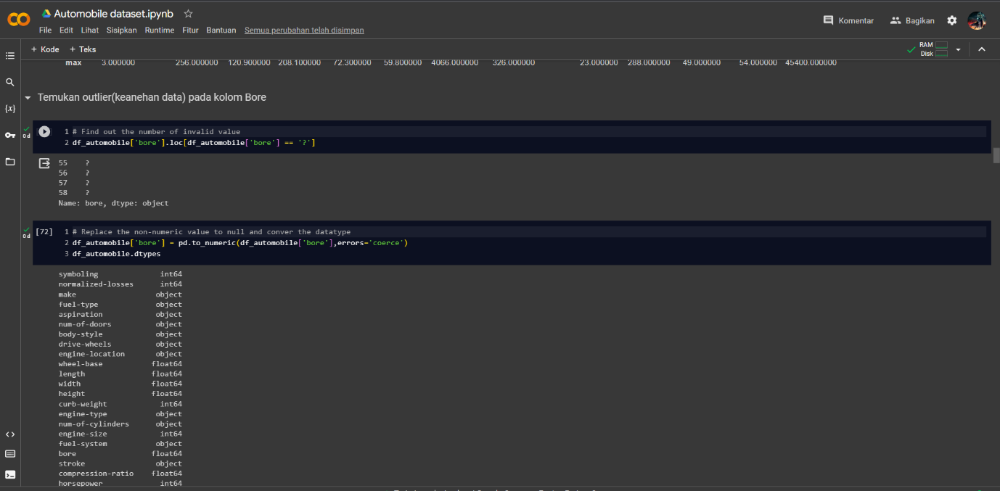 Automobile dataset.ipynb
File Edit Lihat Sisipkan Runtime Fitur Bantuan Semua perubahan telah disimpan
Komentar Bagikan
+ Kode + Teks
RAM
Disk
max 3.000000 256.000000 120.900000 208.100000 72.300000 59.800000 4066.000000 326.000000 23.000000 288.000000 49.000000 54.000000 45400.000000
Temukan outlier(keanehan data) pada kolom Bore
0 d
1 # Find out the number of invalid value
2 df_automobile['bore'].loc[df_automobile['bore'] == '?']
55 ?
56 ?
57 ?
58 ?
Name: bore, dtype: object
0 d
[72] 1 # Replace the non-numeric value to null and conver the datatype
2 df_automobile['bore'] = pd.to_numeric(df_automobile['bore'],errors='coerce')
3 df_automobile.dtypes
symboling int64
normalized-losses int64
make object
fuel-type object
aspiration object
num-of-doors object
body-style object
drive-wheels object
engine-location object
wheel-base float64
length float64
width float64
height float64
curb-weight int64
engine-type object
num-of-cylinders object
engine-size int64
fuel-system object
bore float64
stroke object
compression-ratio float64
horsepower int64